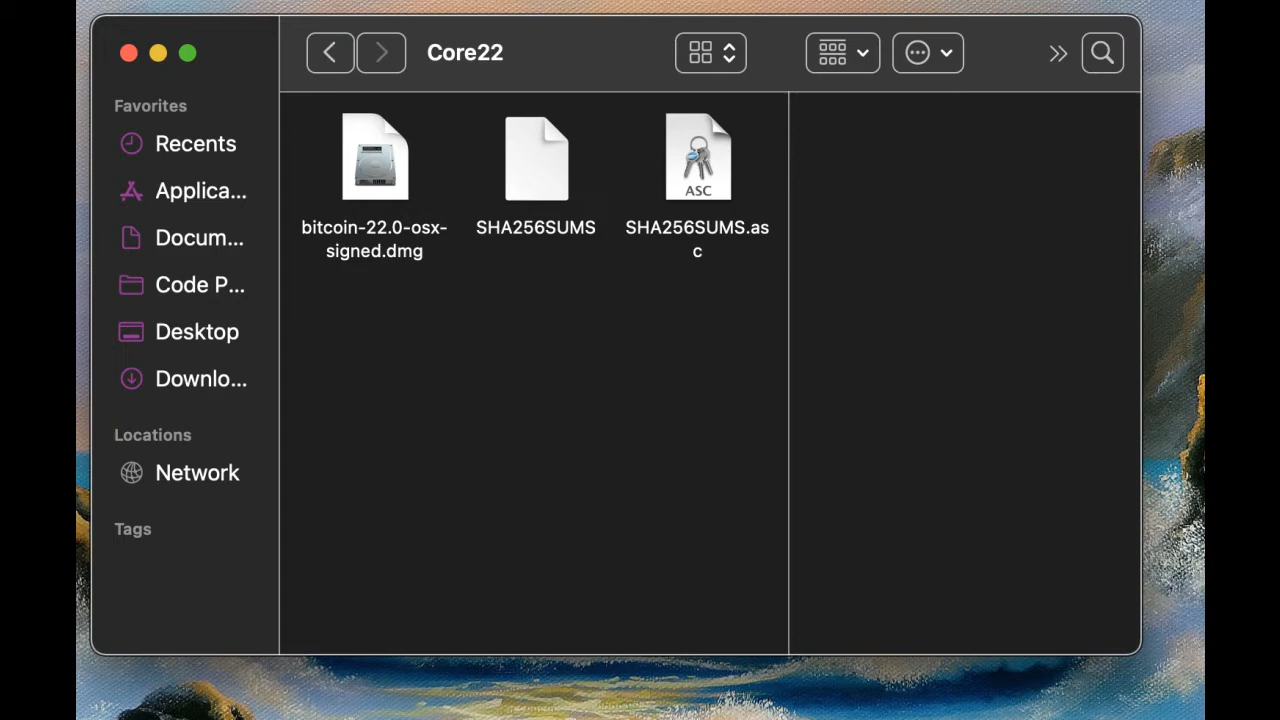 Core22
Favorites
Recents
Applica...
Docum...
Code P...
Desktop
Downlo...
Locations
Network
Tags
ASC
bitcoin-22.0-osx-
signed.dmg
SHA256SUMS
SHA256SUMS.as
c